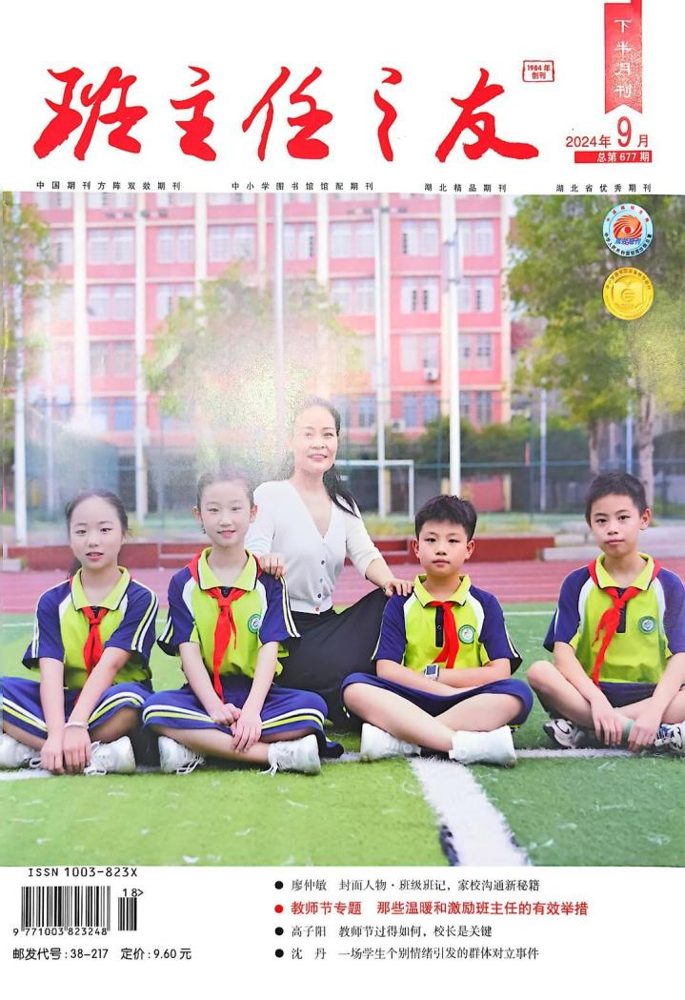 下半月刊
1984年
创刊
班主任之友
2024年9月
总第677期
中国期刊方阵双效期刊 中小学图书馆馆配期刊 湖北精品期刊 湖北省优秀期刊
ISSN 1003-823X
18>
9 771003 823248
邮发代号:38-217 定价:9.60元
● 廖仲敏 封面人物·班级班记,家校沟通新秘籍
● 教师节专题 那些温暖和激励班主任的有效举措
● 高子阳 教师节过得如何,校长是关键
● 沈 丹 一场学生个别情绪引发的群体对立事件